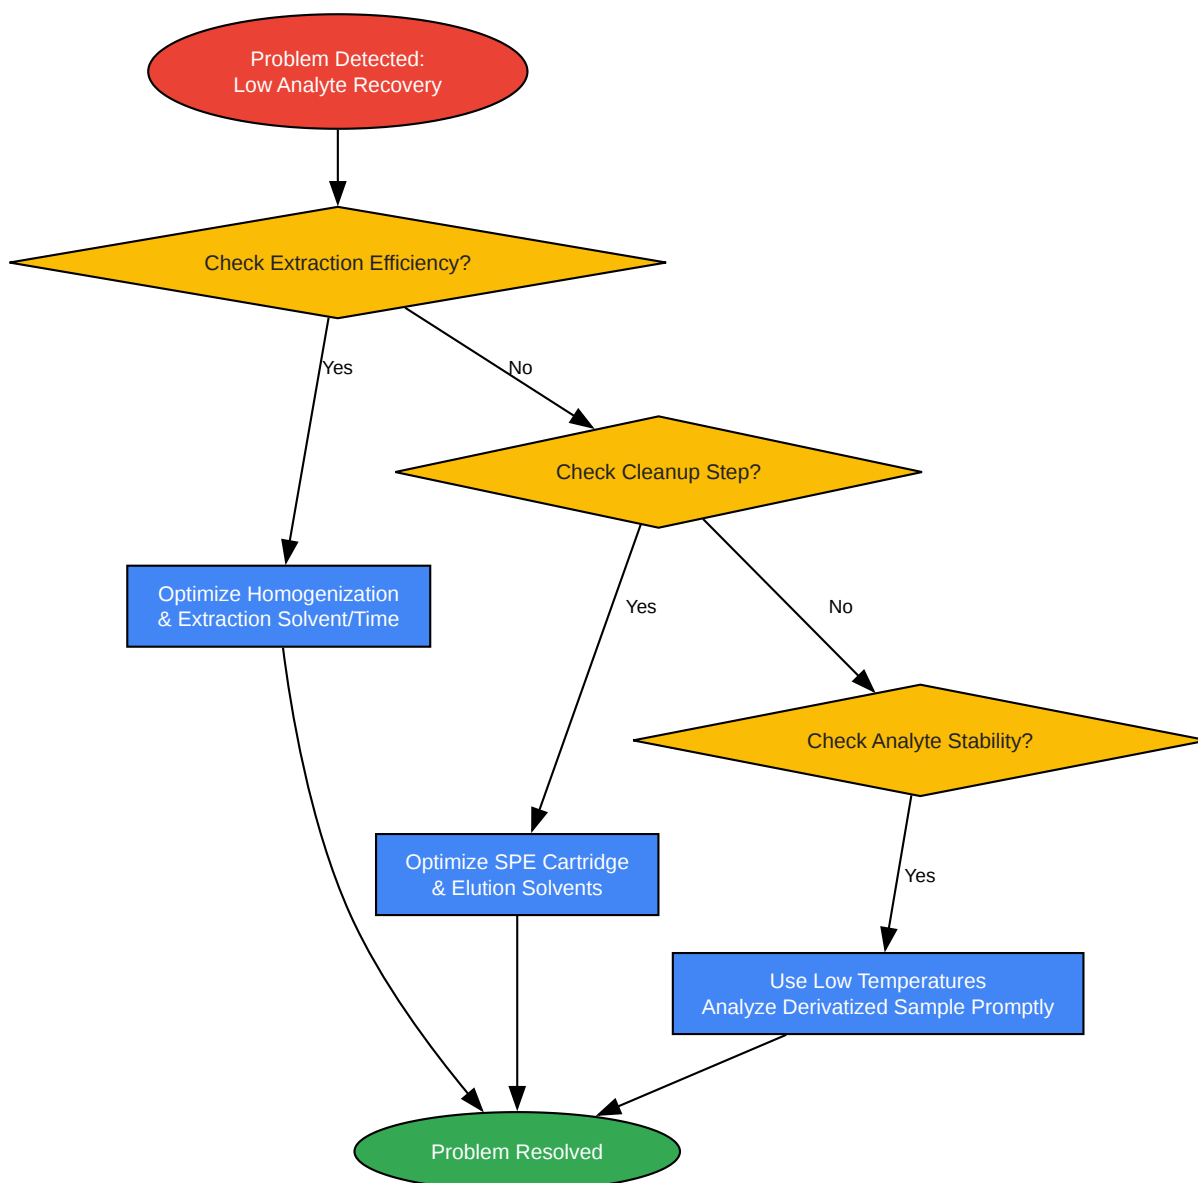 Problem Detected:
Low Analyte Recovery
Check Extraction Efficiency?
Yes
No
Check Cleanup Step?
Optimize Homogenization
& Extraction Solvent/Time
Yes
No
Check Analyte Stability?
Optimize SPE Cartridge
& Elution Solvents
Yes
Use Low Temperatures
Analyze Derivatized Sample Promptly
Problem Resolved